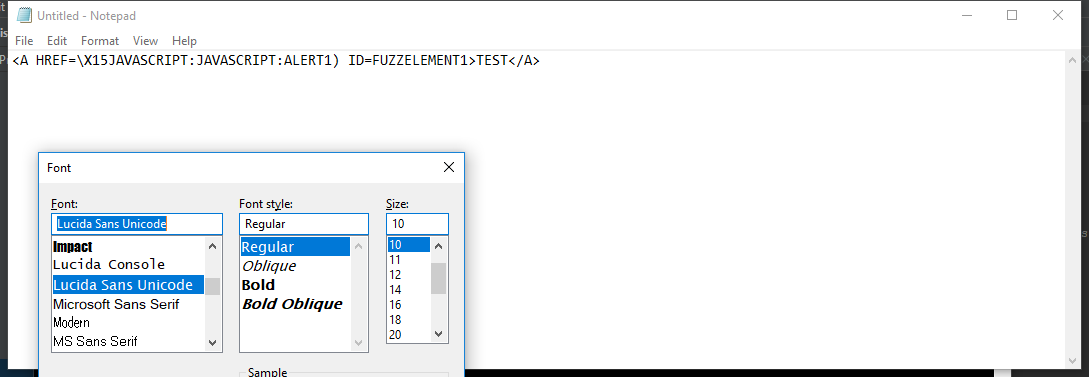 Untitled - Notepad
File Edit Format View Help
<A HREF=\X15JAVASCRIPT:JAVASCRIPT:ALERT1) ID=FUZZELEMENT1>TEST</A>
Font
Font: Font style: Size:
Lucida Sans Unicode Regular 10
Impact Regular 10
Lucida Console Oblique 11
Lucida Sans Unicode Bold 12
Microsoft Sans Serif Bold Oblique 14
Modern 16
MS Sans Serif 18
20
Sample